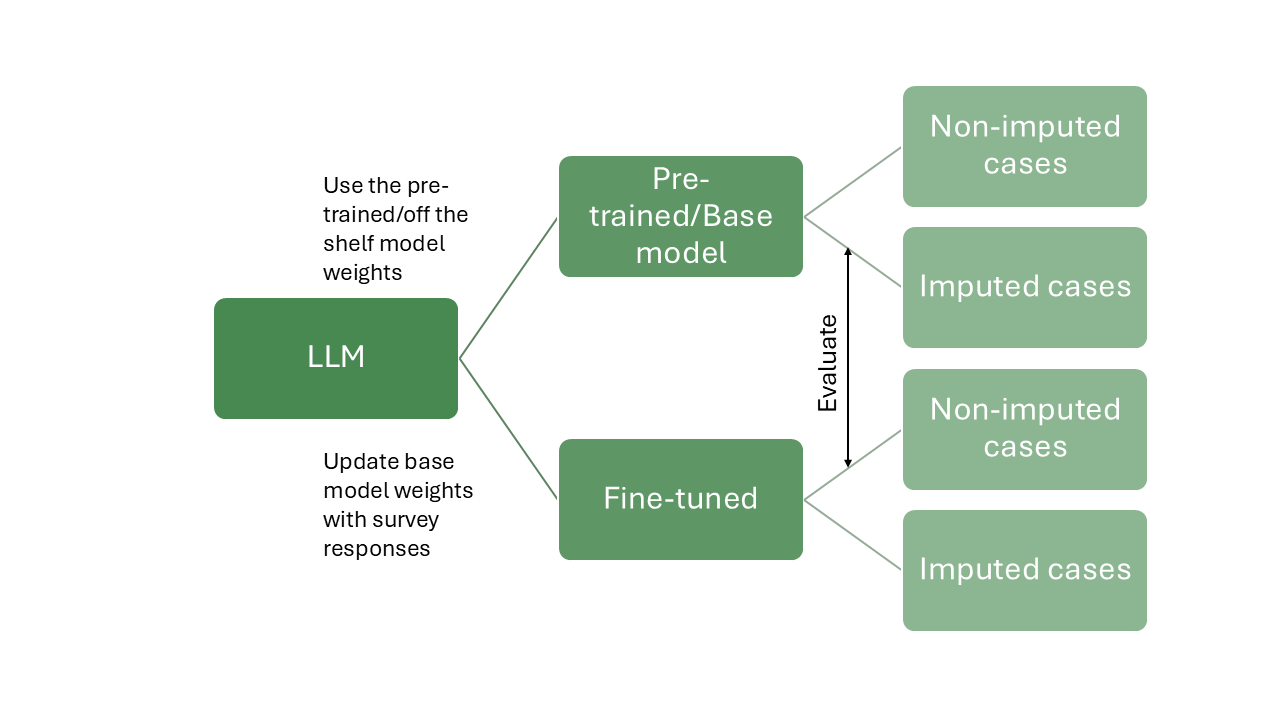 Use the pre-
trained/off the
shelf model
weights
LLM
Update base
model weights
with survey
responses
Pre-
trained/Base
model
Fine-tuned
Evaluate
Non-imputed
cases
Imputed cases
Non-imputed
cases
Imputed cases